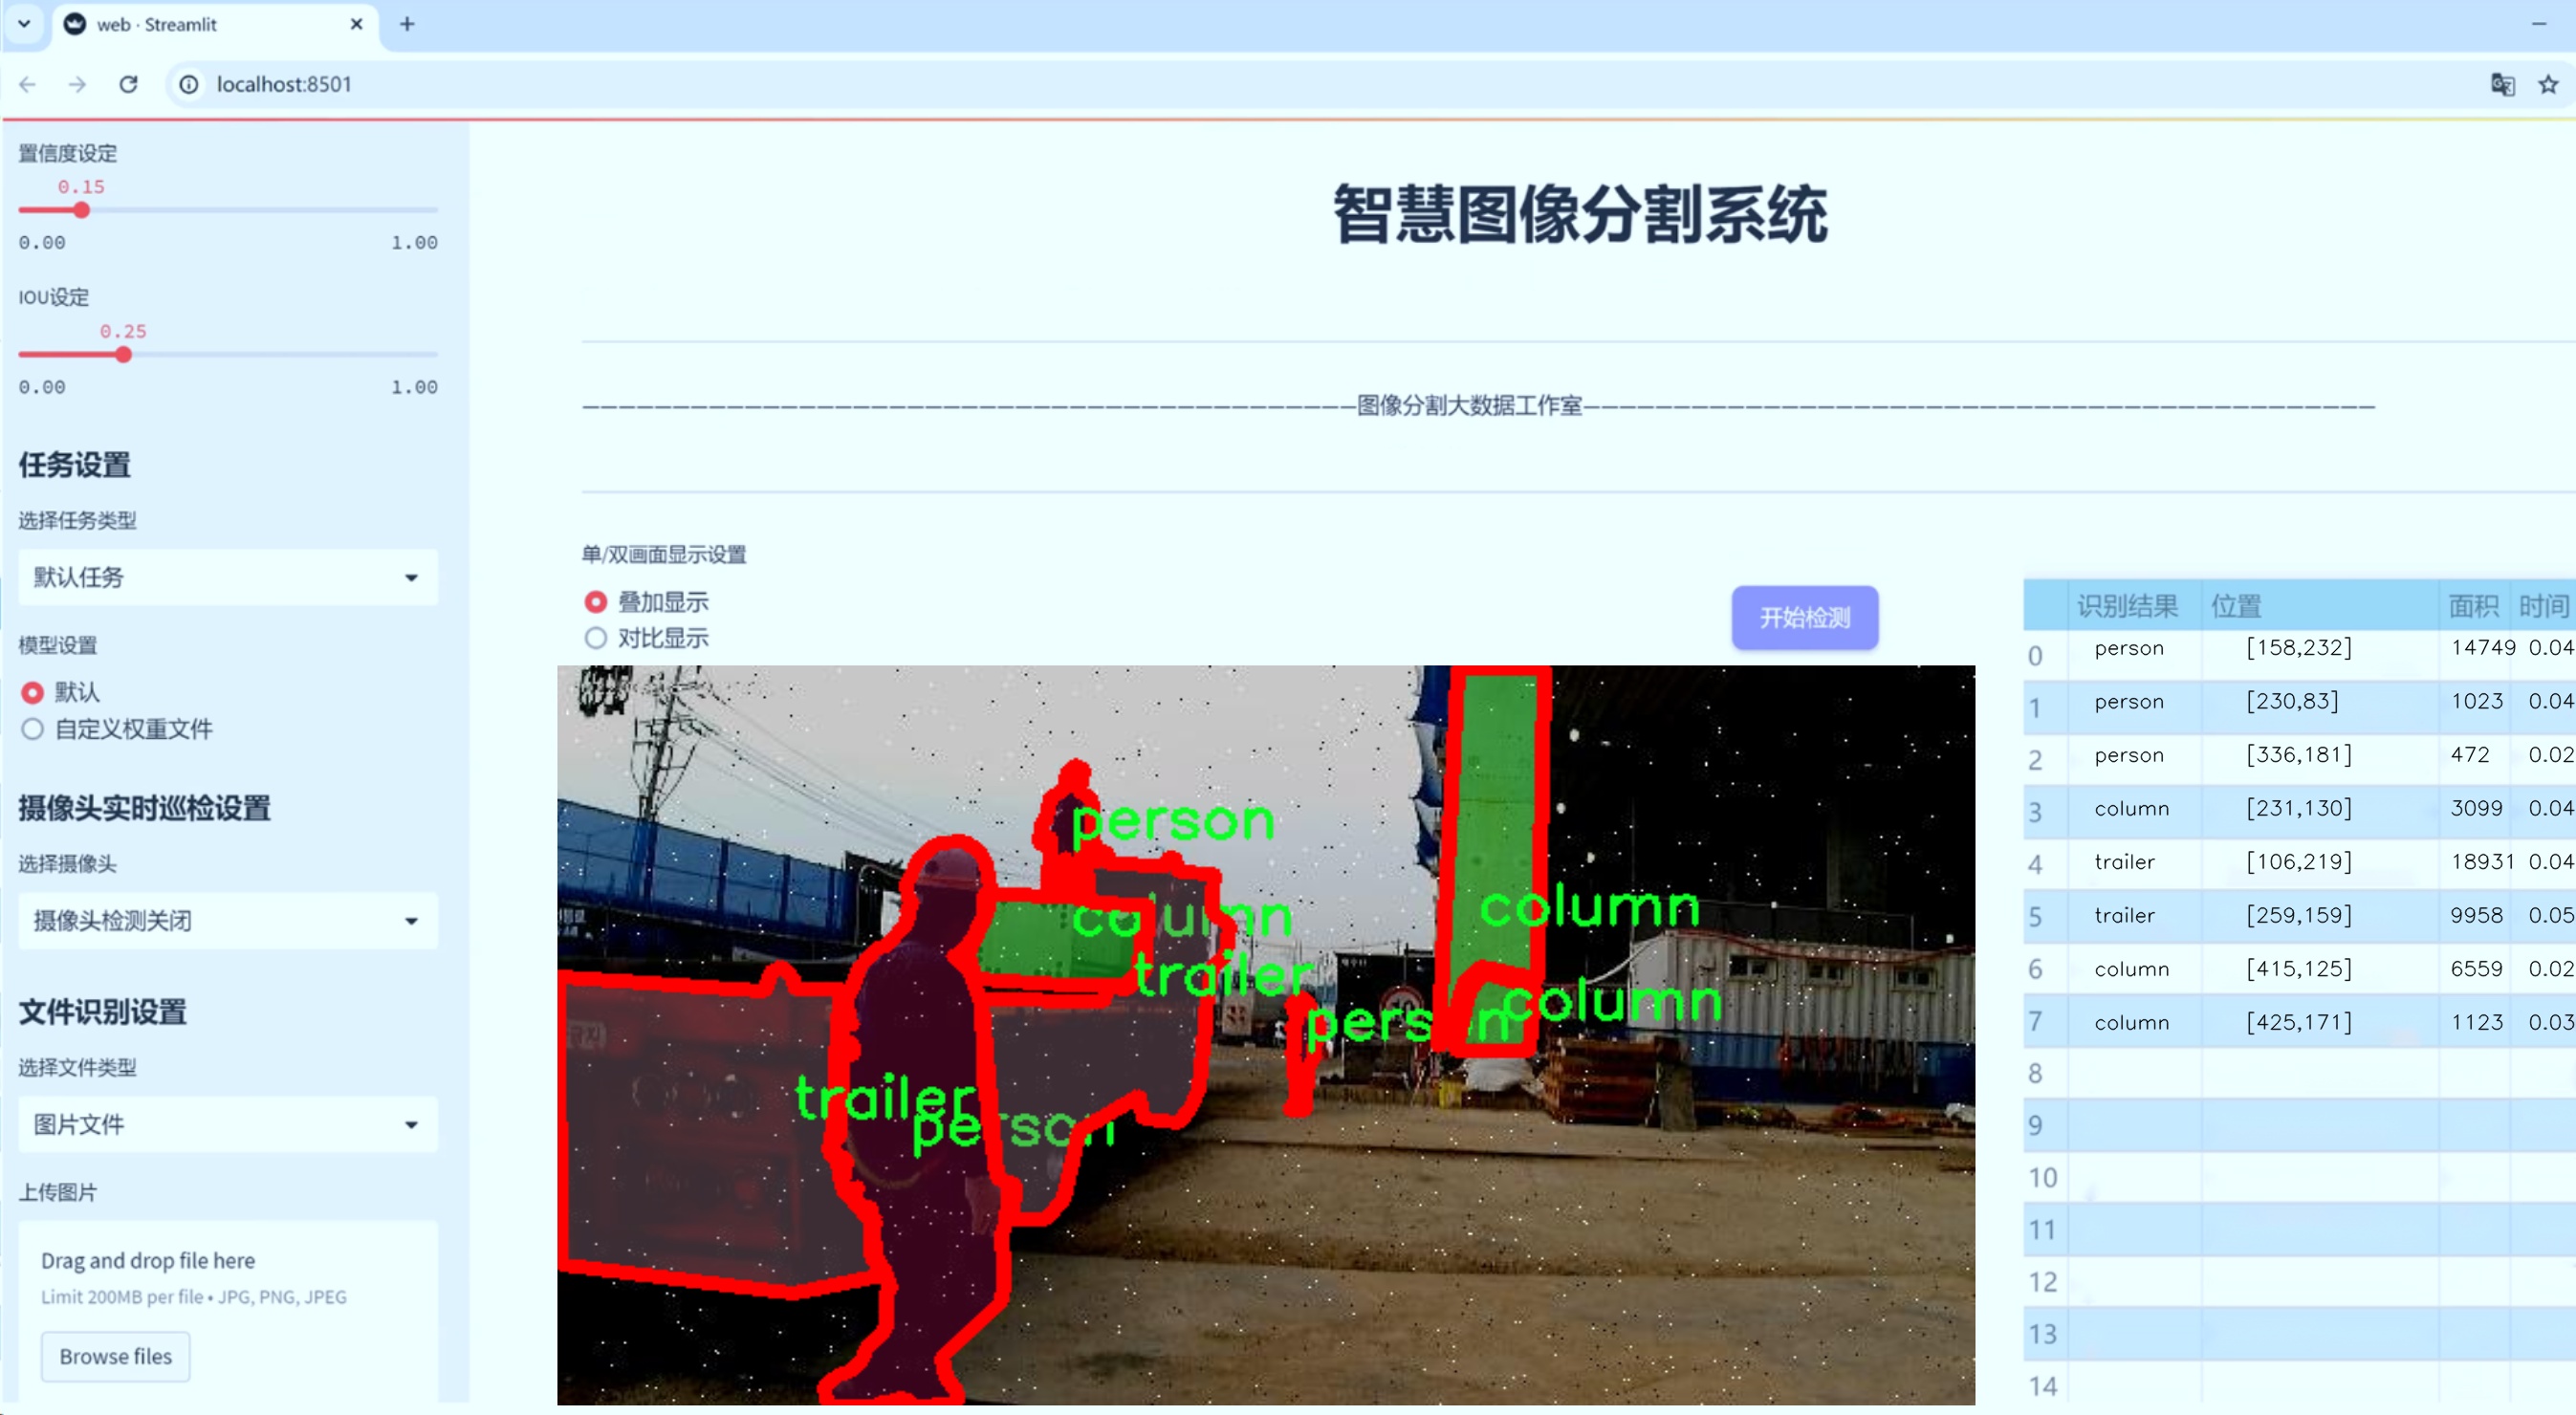 web · Streamlit
localhost:8501
置信度设定
0.15
0.00 1.00
IOU设定
0.25
0.00 1.00
任务设置
选择任务类型
默认任务
模型设置
默认
自定义权重文件
摄像头实时巡检设置
选择摄像头
摄像头检测关闭
文件识别设置
选择文件类型
图片文件
上传图片
Drag and drop file here
Limit 200MB per file • JPG, PNG, JPEG
Browse files
智慧图像分割系统
图像分割大数据工作室
单/双画面显示设置
叠加显示
对比显示
开始检测
person
column
column
trailer
column
person
trailer
person
识别结果 位置 面积 时间
0 person [158,232] 14749 0.04
1 person [230,83] 1023 0.04
2 person [336,181] 472 0.02
3 column [231,130] 3099 0.04
4 trailer [106,219] 18931 0.04
5 trailer [259,159] 9958 0.05
6 column [415,125] 6559 0.02
7 column [425,171] 1123 0.03
8
9
10
11
12
13
14